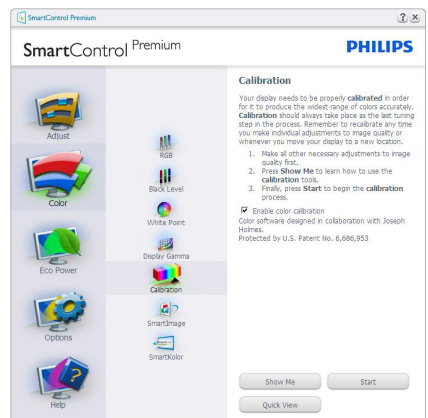 SmartControl Premium
SmartControl Premium
PHILIPS
Adjust
Color
Eco Power
Options
Help
RGB
Black Level
White Point
Display Gamma
Calibration
SmartImage
SmartKolor
Calibration
Your display needs to be properly calibrated in order
for it to produce the widest range of colors accurately.
Calibration should always take place as the last tuning
step in the process. Remember to recalibrate any time
you make individual adjustments to image quality or
whenever you move your display to a new location.
1. Make all other necessary adjustments to image
quality first.
2. Press Show Me to learn how to use the
calibration tools.
3. Finally, press Start to begin the calibration
process.
Enable color calibration
Color software designed in collaboration with Joseph
Holmes.
Protected by U.S. Patent No. 6,686,953
Show Me
Start
Quick View